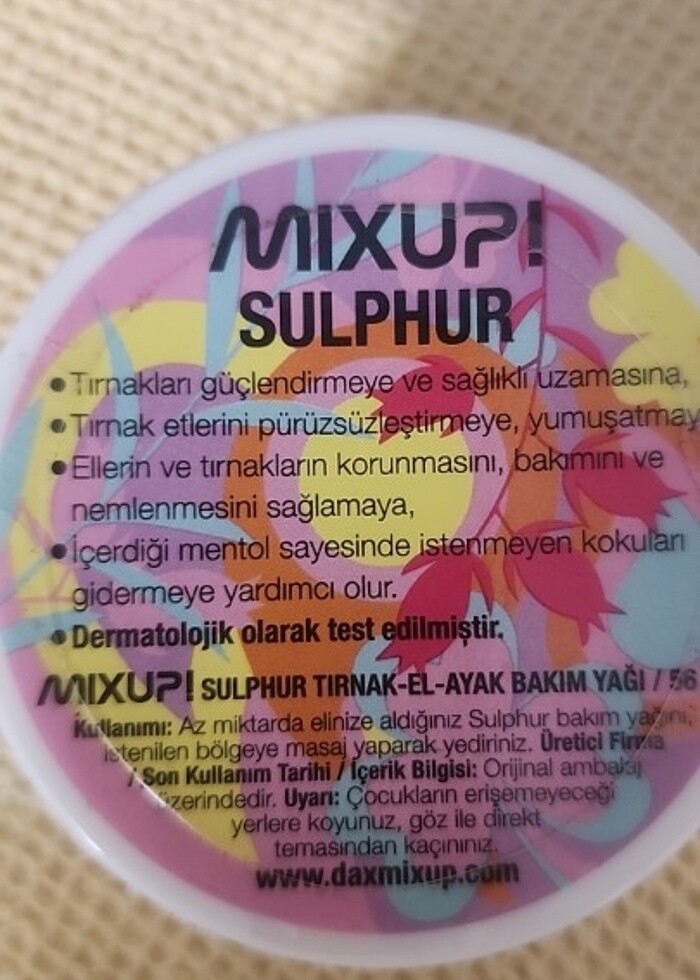 MIXUP!
SULPHUR
• Tırnakları güçlendirmeye ve sağlıklı uzamasına,
• Tırnak etlerini pürüzsüzleştirmeye, yumuşatmay
• Ellerin ve tırnakların korunmasını, bakımını ve
nemlenmesini sağlamaya,
• İçerdiği mentol sayesinde istenmeyen kokuları
gidermeye yardımcı olur.
• Dermatolojik olarak test edilmiştir.
MIXUP! SULPHUR TIRNAK-EL-AYAK BAKIM YAĞI / 56
Kullanımı: Az miktarda elinize aldığınız Sulphur bakım yağını,
istenilen bölgeye masaj yaparak yediriniz. Üretici Firma
/ Son Kullanım Tarihi / İçerik Bilgisi: Orijinal ambalaj
üzerindedir. Uyarı: Çocukların erişemeyeceği
yerlere koyunuz, göz ile direkt
temasından kaçınınız.
www.daxmixup.com